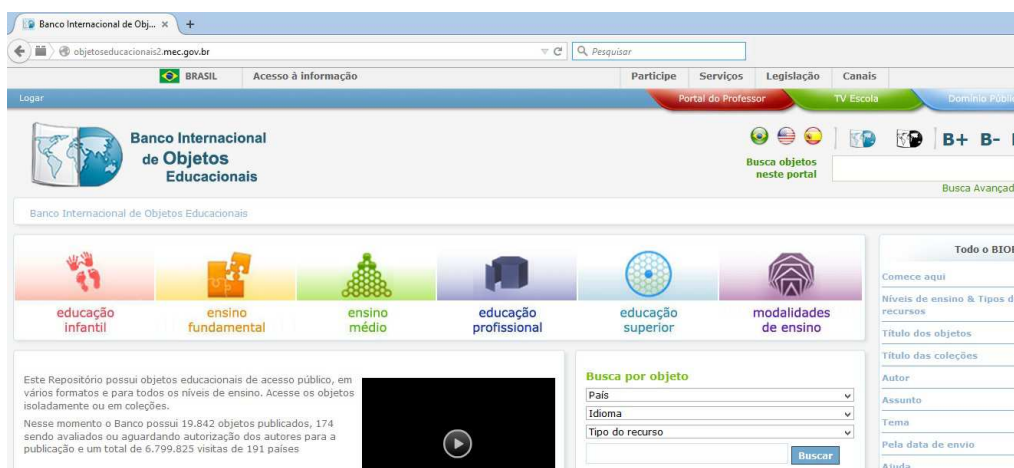 Banco Internacional de Obj...
objetoseducacionais2.mec.gov.br
Pesquisar
BRASIL Acesso à informação Participe Serviços Legislação Canais
Logar Portal do Professor TV Escola Domínio Públic
Banco Internacional
de Objetos
Educacionais
B+ B-
Busca objetos
neste portal
Busca Avançad
Banco Internacional de Objetos Educacionais
educação
infantil
ensino
fundamental
ensino
médio
educação
profissional
educação
superior
modalidades
de ensino
Este Repositório possui objetos educacionais de acesso público, em
vários formatos e para todos os níveis de ensino. Acesse os objetos
isoladamente ou em coleções.
Nesse momento o Banco possui 19.842 objetos publicados, 174
sendo avaliados ou aguardando autorização dos autores para a
publicação e um total de 6.799.825 visitas de 191 países
Busca por objeto
País
Idioma
Tipo do recurso
Buscar
Todo o BIO
Comece aqui
Níveis de ensino & Tipos d
recursos
Título dos objetos
Título das coleções
Autor
Assunto
Tema
Pela data de envio
Ajuda